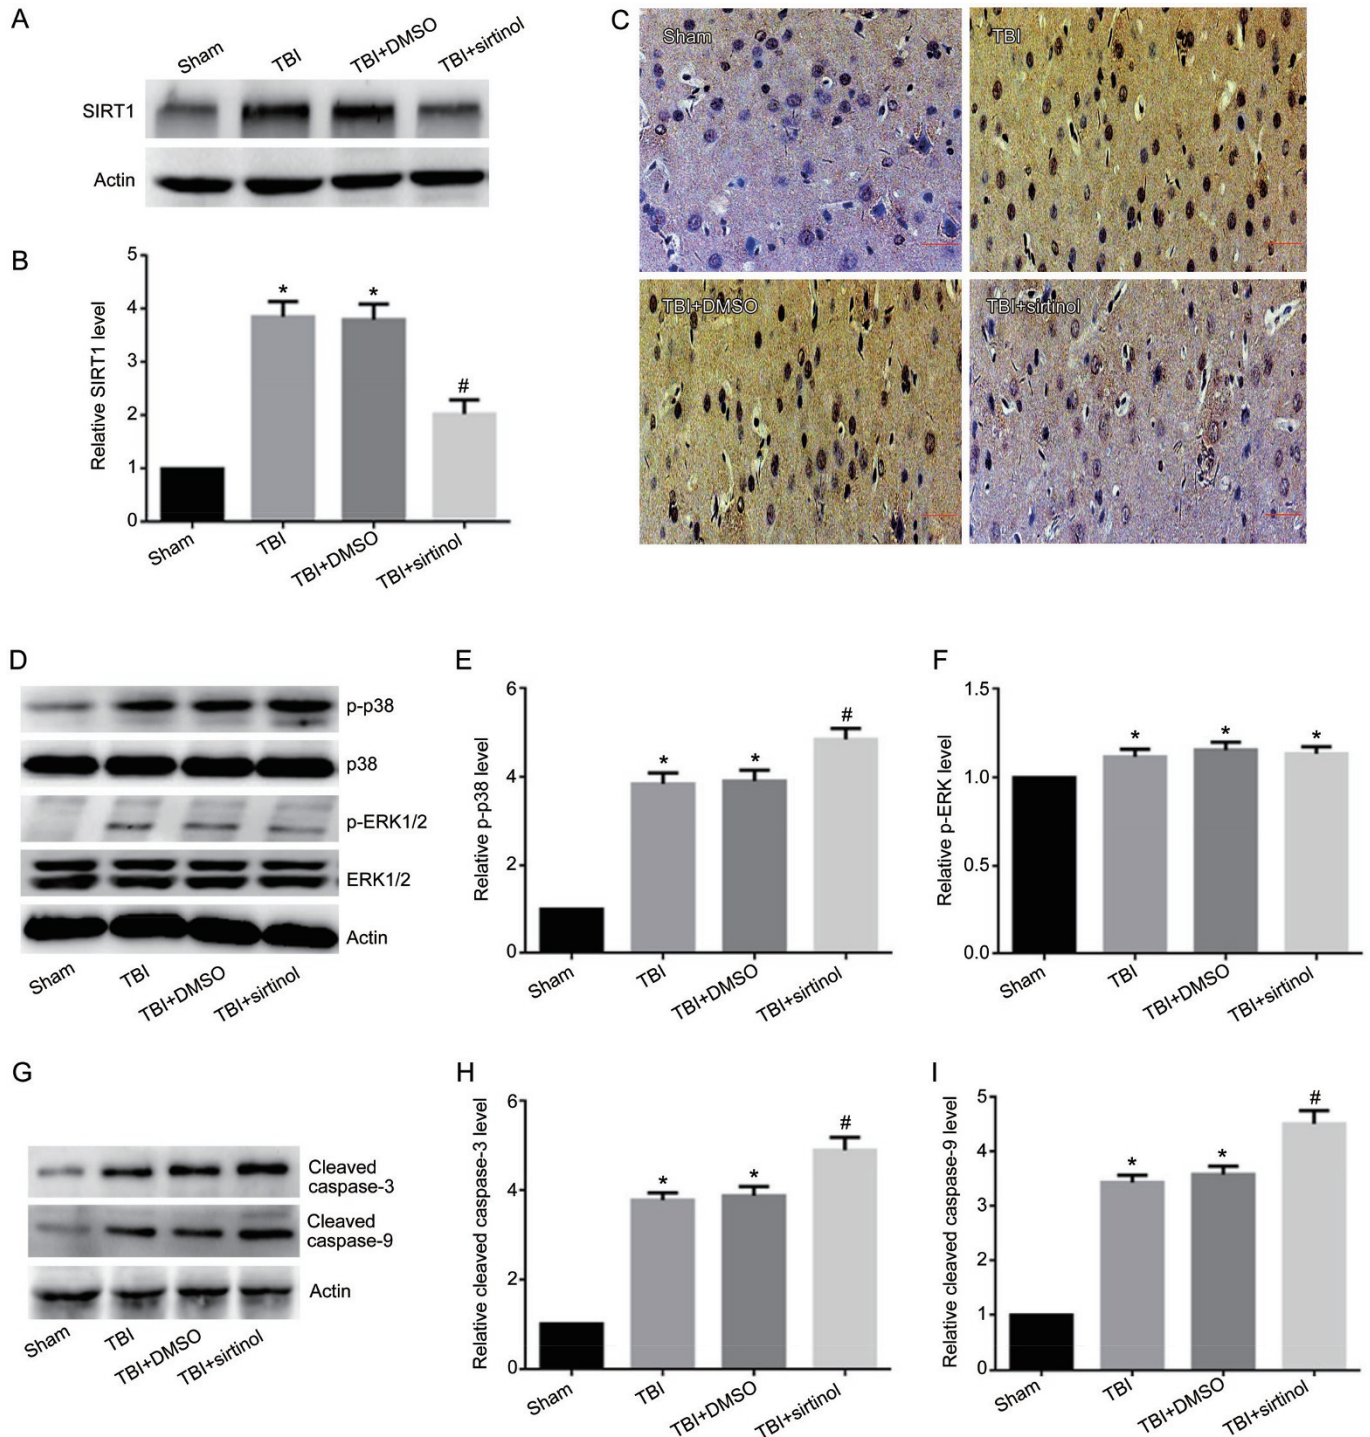 A
Sham
TBI
TBI+DMSO
TBI+sirtinol
SIRT1
Actin
B
Relative SIRT1 level
5
4
3
2
1
0
*
*
#
Sham
TBI
TBI+DMSO
TBI+sirtinol
C
Sham
TBI
TBI+DMSO
TBI+sirtinol
D
p-p38
p38
p-ERK1/2
ERK1/2
Actin
Sham
TBI
TBI+DMSO
TBI+sirtinol
E
Relative p-p38 level
6
4
2
0
*
*
#
Sham
TBI
TBI+DMSO
TBI+sirtinol
F
Relative p-ERK level
1.5
1.0
0.5
0.0
*
*
*
Sham
TBI
TBI+DMSO
TBI+sirtinol
G
Cleaved
caspase-3
Cleaved
caspase-9
Actin
Sham
TBI
TBI+DMSO
TBI+sirtinol
H
Relative cleaved caspase-3 level
6
4
2
0
*
*
#
Sham
TBI
TBI+DMSO
TBI+sirtinol
I
Relative cleaved caspase-9 level
5
4
3
2
1
0
*
*
#
Sham
TBI
TBI+DMSO
TBI+sirtinol